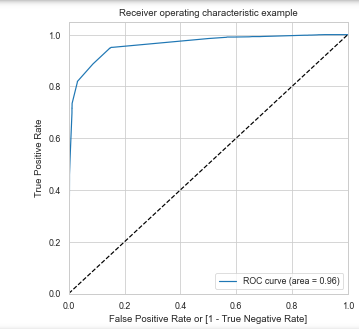 Receiver operating characteristic example
True Positive Rate
1.0
0.8
0.6
0.4
0.2
0.0
ROC curve (area = 0.96)
0.0 0.2 0.4 0.6 0.8 1.0
False Positive Rate or [1 - True Negative Rate]